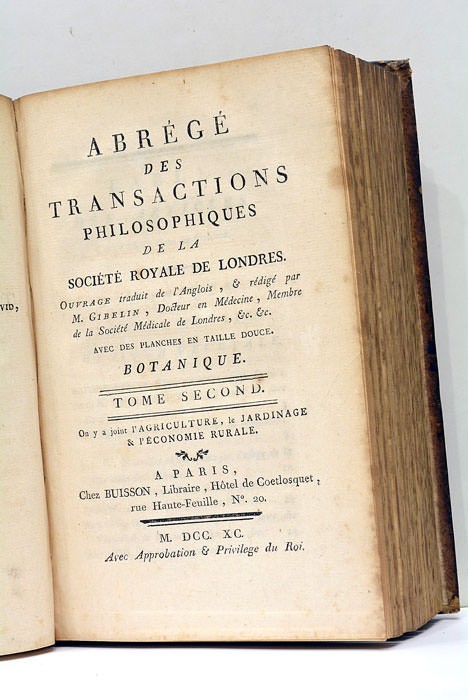 ABRÉGÉ
DES
TRANSACTIONS
PHILOSOPHIQUES
DE LA
SOCIÉTÉ ROYALE DE LONDRES.
OUVRAGE traduit de l'Anglois, & rédigé par
M. GIBELIN, Docteur en Médecine, Membre
de la Société Médicale de Londres, &c. &c.
AVEC DES PLANCHES EN TAILLE DOUCE.
BOTANIQUE.
TOME SECOND.
On y a joint l'AGRICULTURE, le JARDINAGE
& l'ÉCONOMIE RURALE.
A PARIS,
Chez BUISSON, Libraire, Hôtel de Coetlosquet,
rue Haute-Feuille, N°. 20.
M. DCC. XC.
Avec Approbation & Privilege du Roi.